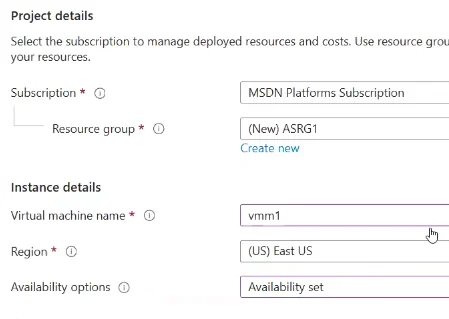 Project details
Select the subscription to manage deployed resources and costs. Use resource grou
your resources.
Subscription * MSDN Platforms Subscription
Resource group * (New) ASRG1
Create new
Instance details
Virtual machine name * vmm1
Region * (US) East US
Availability options Availability set